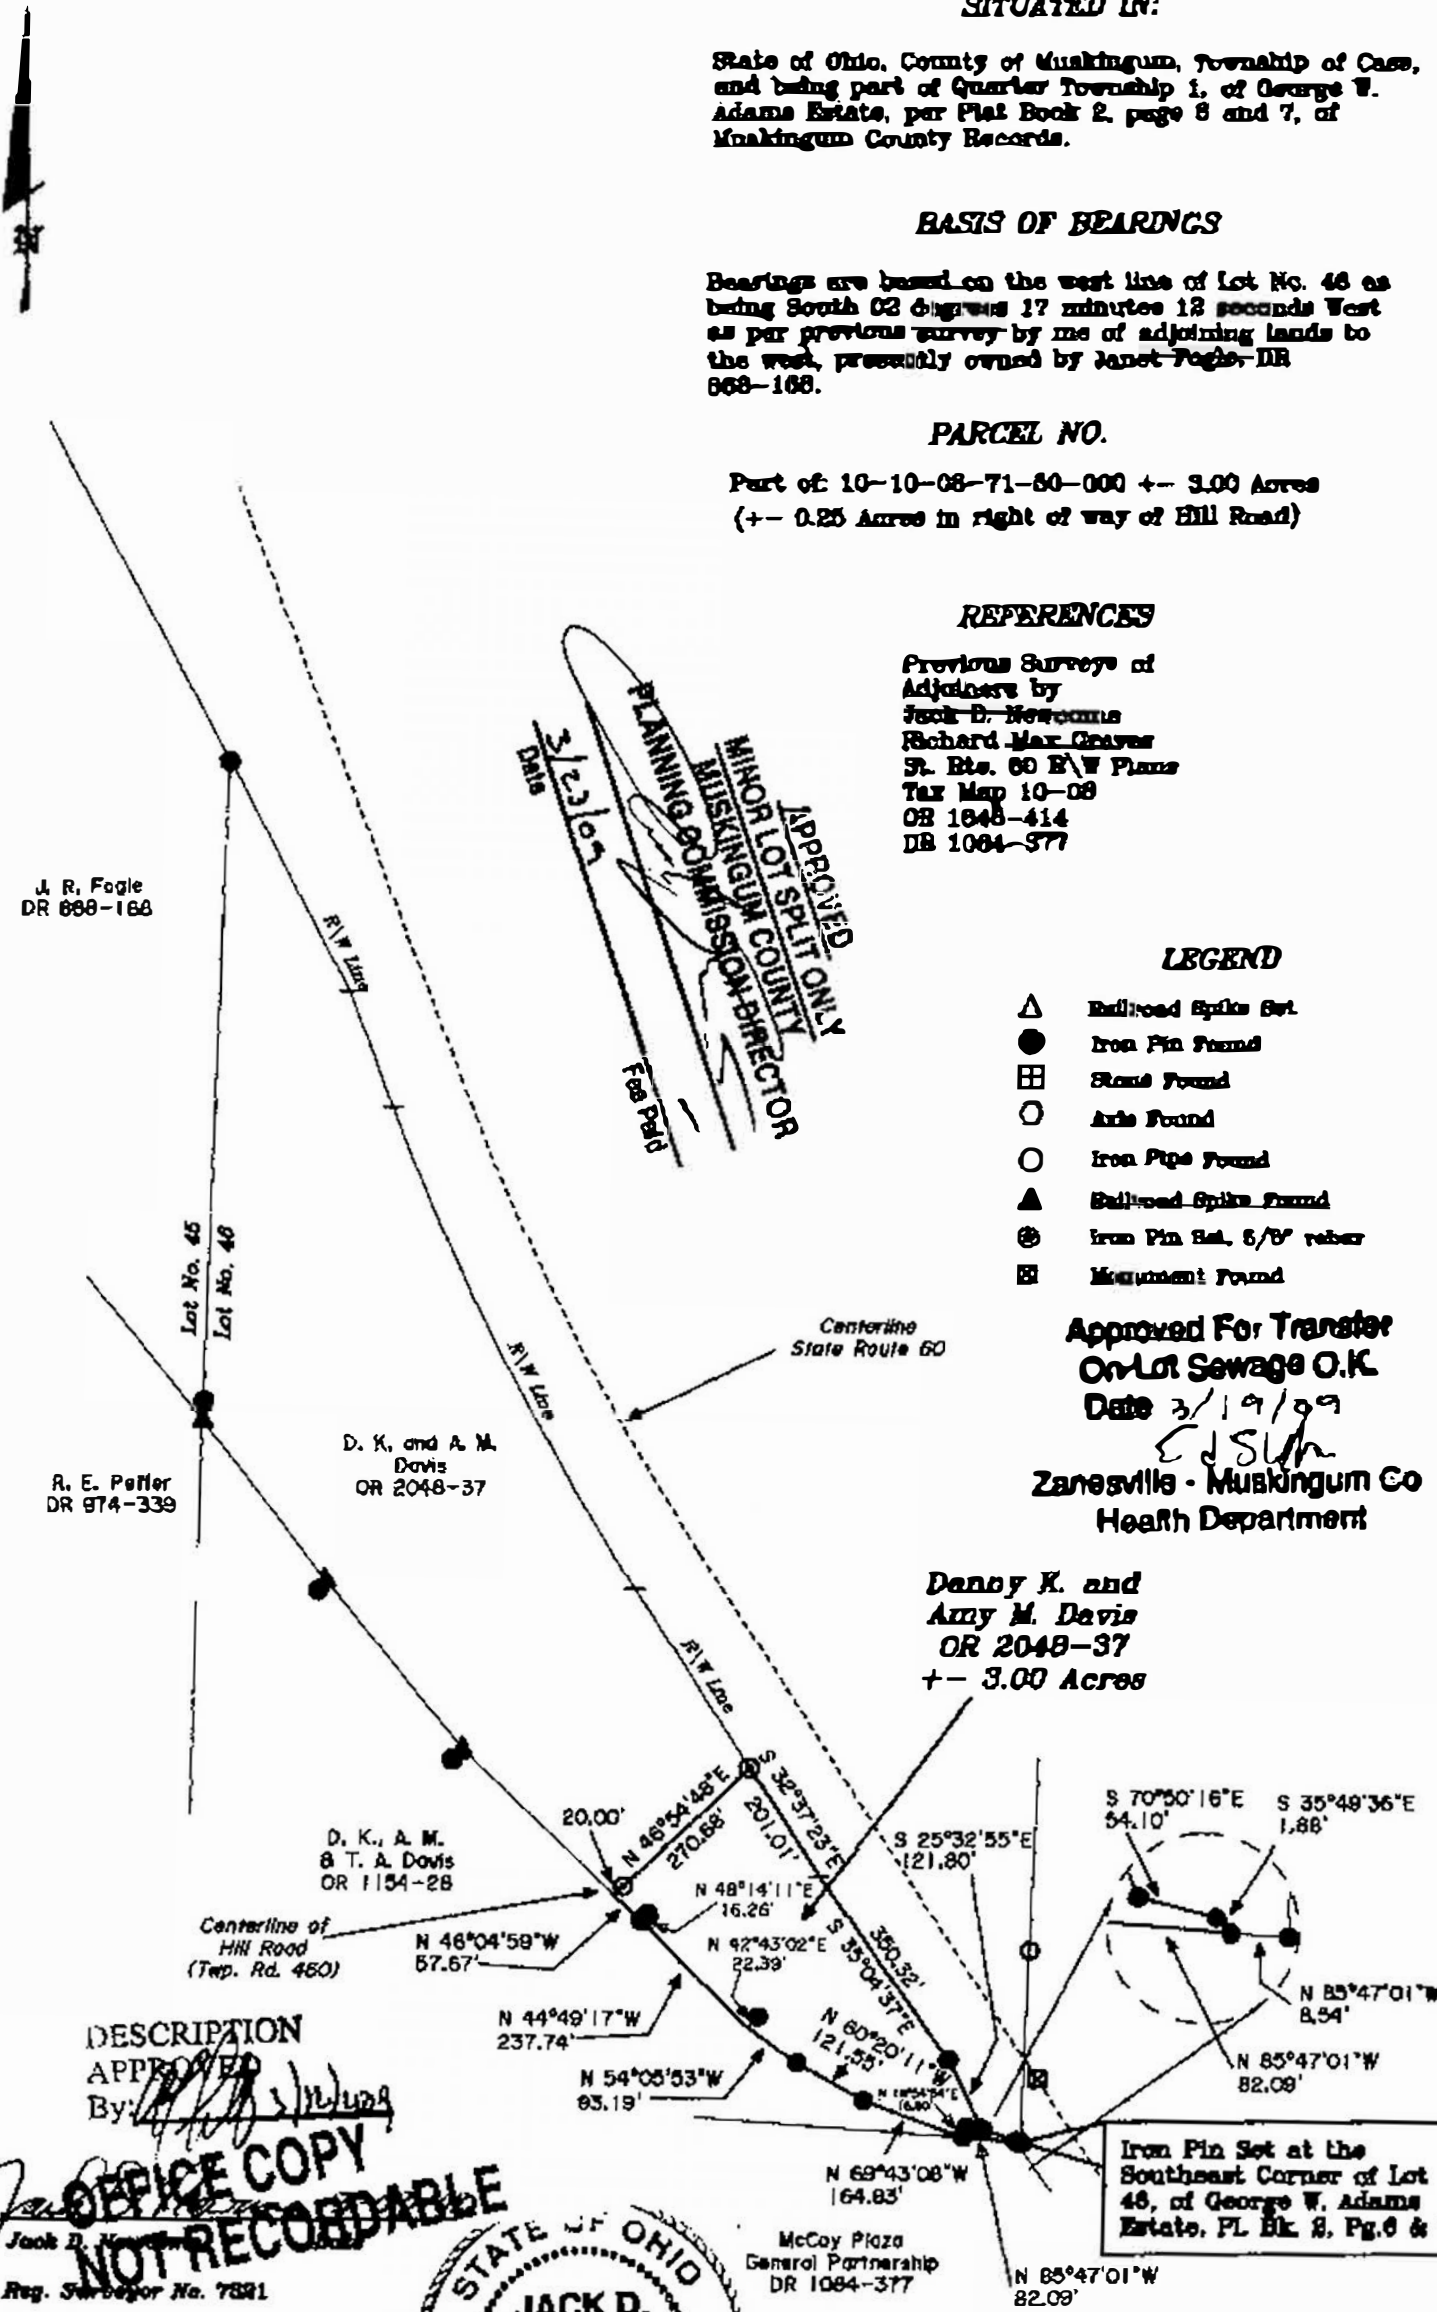 SITUATED IN:
State of Ohio, County of Muskingum, Township of Cass,
and being part of Quarter Township 1, of George W.
Adams Estate, per Plat Book 2, page 6 and 7, of
Muskingum County Records.
BASIS OF BEARINGS
Bearings are based on the west line of Lot No. 46 as
being South 02 degrees 17 minutes 12 seconds West
as per previous survey by me of adjoining lands to
the west, presently owned by Janet Fogle, DR
868-168.
PARCEL NO.
Part of: 10-10-08-71-60-000 +- 3.00 Acres
(+- 0.25 Acres in right of way of Hill Road)
REFERENCES
Previous Surveys of
Adjoiners by
Jack D. Newcome
Richard Max Graves
St. Rte. 60 R\W Plans
Tax Map 10-08
OR 1648-414
DR 1084-377
APPROVED
MINOR LOT SPLIT ONLY
MUSKINGUM COUNTY
PLANNING COMMISSION DIRECTOR
3/23/09
Date
Fee Paid
J. R. Fogle
DR 868-168
R\W Line
LEGEND
Railroad Spike Set
Iron Pin Found
Stone Found
Axle Found
Iron Pipe Found
Railroad Spike Found
Iron Pin Set, 5/8" rebar
Monument Found
Lot No. 45
Lot No. 46
Centerline
State Route 60
R\W Line
Approved For Transfer
On-Lot Sewage O.K.
Date 3/19/09
Zanesville - Muskingum Co
Health Department
D. K. and A. M.
Davis
OR 2048-37
R. E. Peffer
DR 974-339
Danny K. and
Amy M. Davis
OR 2048-37
+- 3.00 Acres
R\W Line
S 32°37'23"E
201.01'
N 46°54'48"E
270.68'
20.00'
S 25°32'55"E
121.80'
S 70°50'16"E
54.10'
S 35°48'36"E
1.88'
D. K., A. M.
& T. A. Davis
OR 1154-28
N 48°14'11"E
16.26'
Centerline of
Hill Road
(Twp. Rd. 450)
N 46°04'59"W
57.67'
N 42°43'02"E
22.39'
350.32'
S 35°04'37"E
N 85°47'01"W
8.54'
N 44°49'17"W
237.74'
N 60°20'11"W
121.55'
N 85°47'01"W
82.09'
N 54°05'53"W
93.19'
DESCRIPTION
APPROVED
By:
N 69°43'08"W
164.83'
Iron Pin Set at the
Southeast Corner of Lot
46, of George W. Adams
Estate, Pl. Bk. 2, Pg.6 &
OFFICE COPY
NOT RECORDABLE
Jack D.
Reg. Surveyor No. 7321
STATE OF OHIO
JACK D.
McCoy Plaza
General Partnership
DR 1084-377
N 85°47'01"W
82.09'